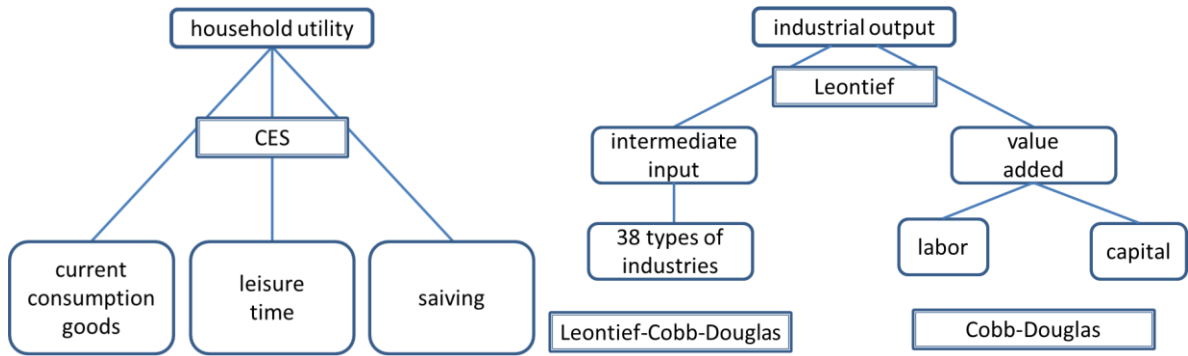 household utility
CES
current
consumption
goods
leisure
time
saiving
industrial output
Leontief
intermediate
input
value
added
38 types of
industries
labor
capital
Leontief-Cobb-Douglas
Cobb-Douglas